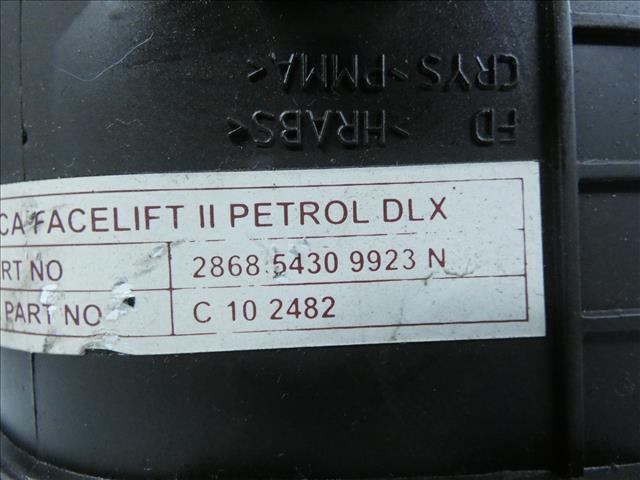 CRYS >PMMA<
FD >HRABS<
CA FACELIFT II PETROL DLX
RT NO 2868 5430 9923 N
PART NO C 10 2482